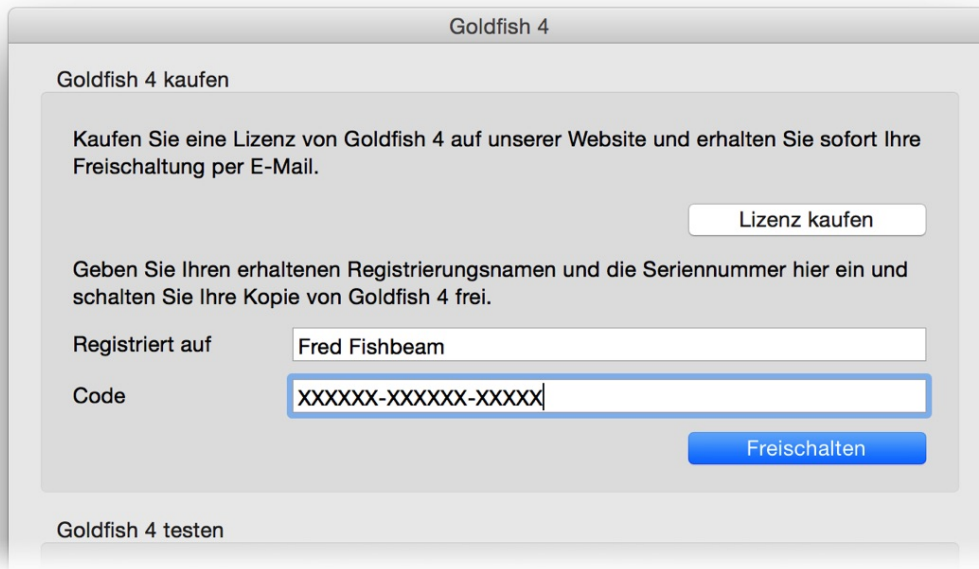 Goldfish 4
Goldfish 4 kaufen
Kaufen Sie eine Lizenz von Goldfish 4 auf unserer Website und erhalten Sie sofort Ihre
Freischaltung per E-Mail.
Lizenz kaufen
Geben Sie Ihren erhaltenen Registrierungsnamen und die Seriennummer hier ein und
schalten Sie Ihre Kopie von Goldfish 4 frei.
Registriert auf Fred Fishbeam
Code XXXXXX-XXXXXX-XXXXX
Freischalten
Goldfish 4 testen